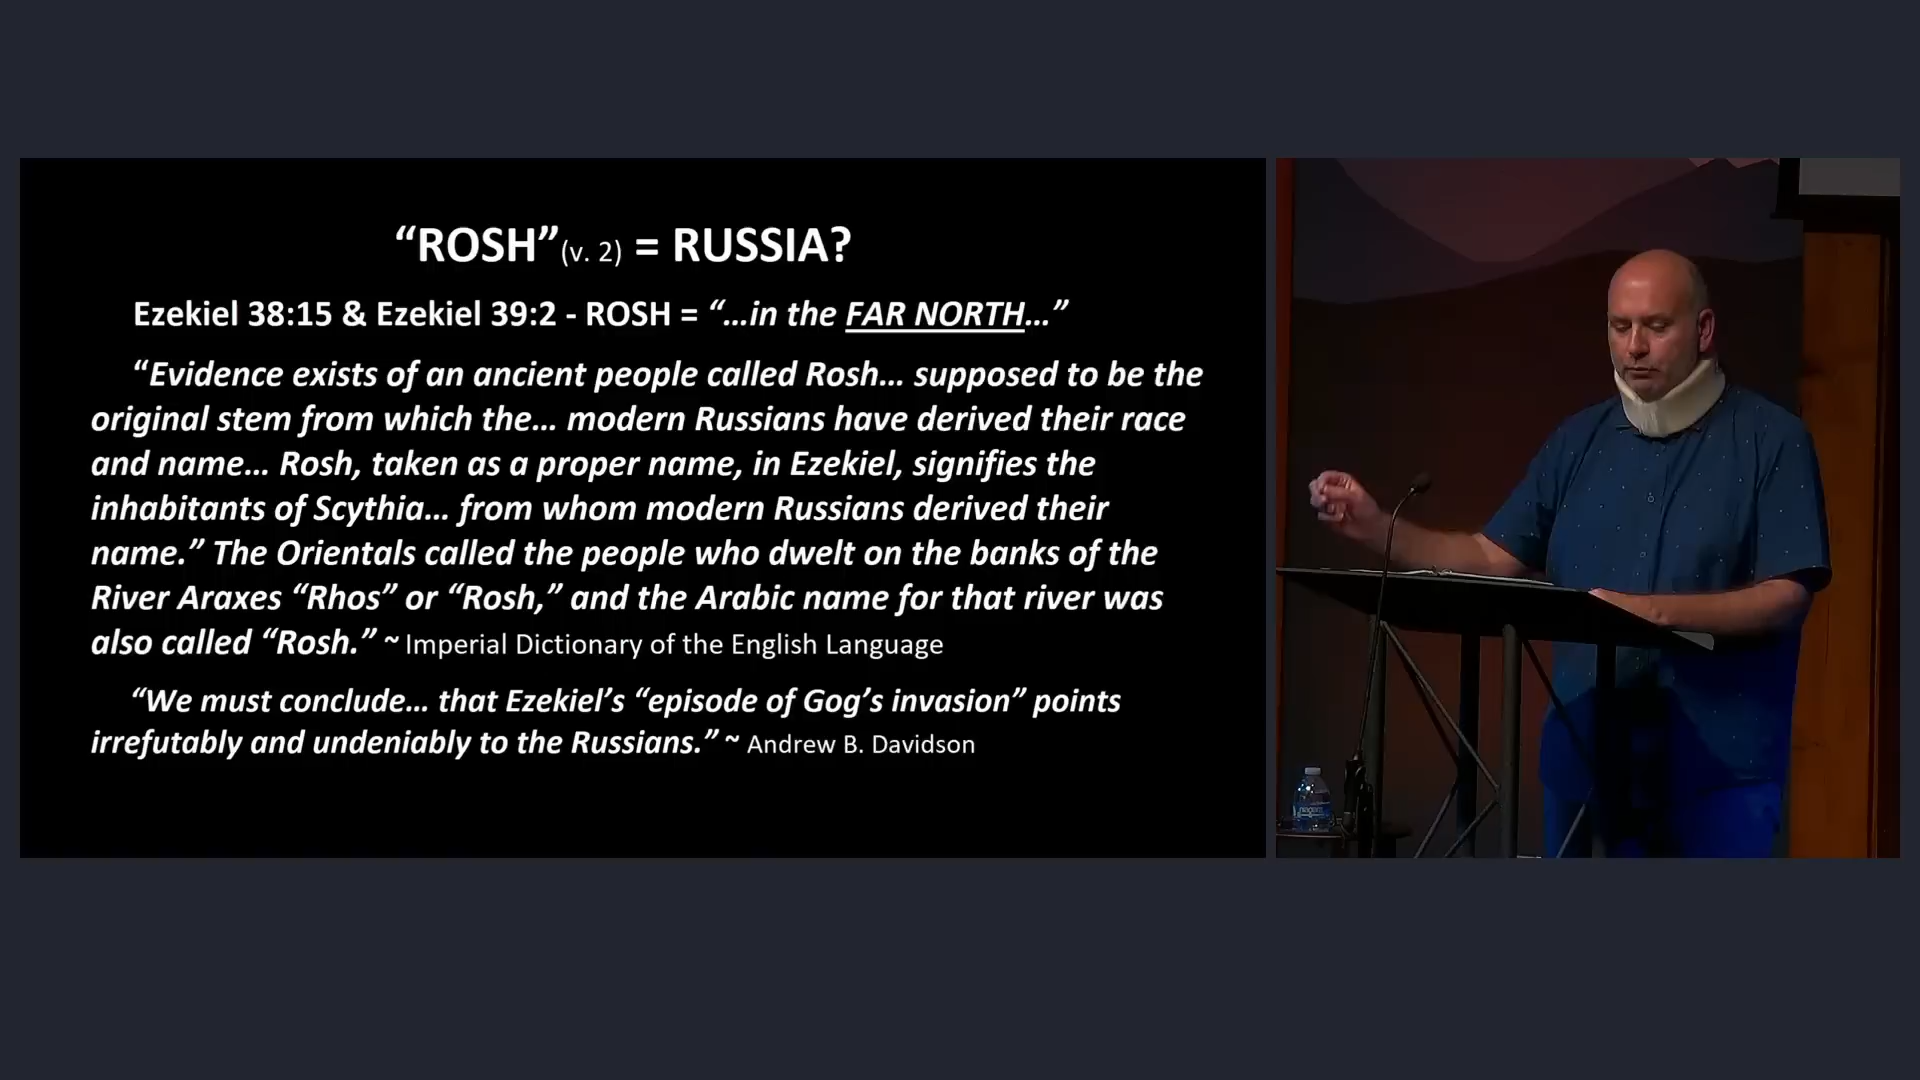 “ROSH”(v. 2) = RUSSIA?
Ezekiel 38:15 & Ezekiel 39:2 - ROSH = “…in the FAR NORTH…”
“Evidence exists of an ancient people called Rosh… supposed to be the
original stem from which the… modern Russians have derived their race
and name… Rosh, taken as a proper name, in Ezekiel, signifies the
inhabitants of Scythia… from whom modern Russians derived their
name.” The Orientals called the people who dwelt on the banks of the
River Araxes “Rhos” or “Rosh,” and the Arabic name for that river was
also called “Rosh.” ~ Imperial Dictionary of the English Language
“We must conclude… that Ezekiel’s “episode of Gog’s invasion” points
irrefutably and undeniably to the Russians.” ~ Andrew B. Davidson